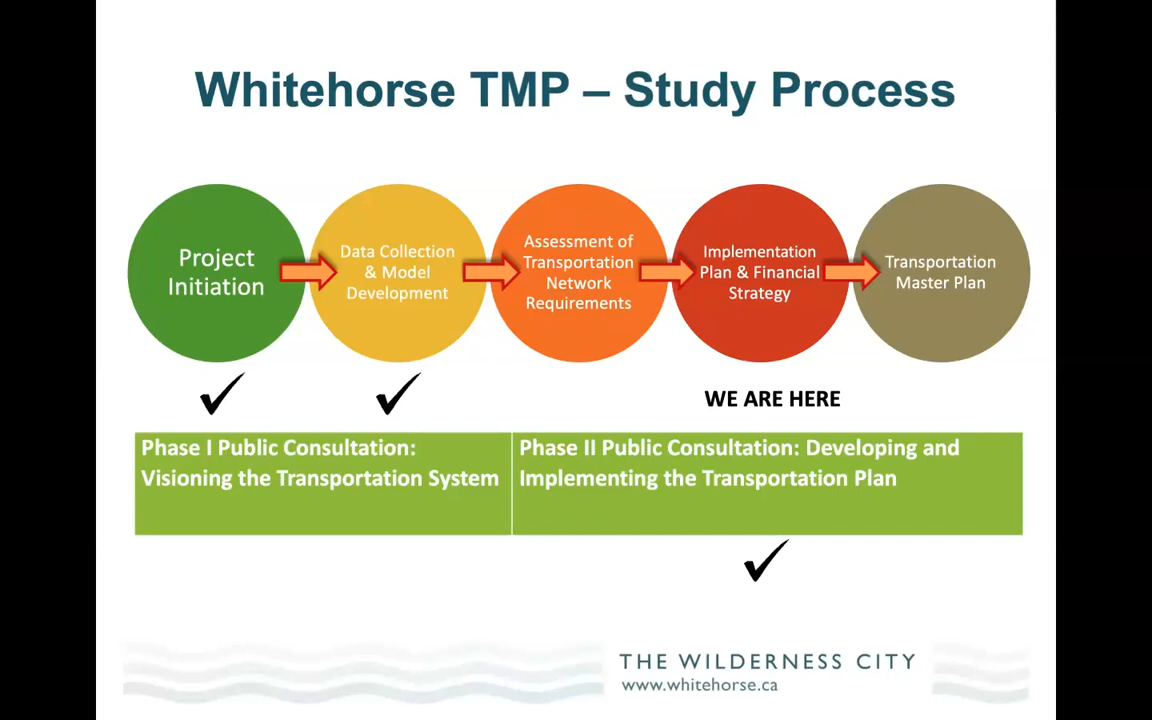 Whitehorse TMP – Study Process
Project
Initiation
Data Collection
& Model
Development
Assessment of
Transportation
Network
Requirements
Implementation
Plan & Financial
Strategy
Transportation
Master Plan
WE ARE HERE
Phase I Public Consultation:
Visioning the Transportation System
Phase II Public Consultation: Developing and
Implementing the Transportation Plan
THE WILDERNESS CITY
www.whitehorse.ca